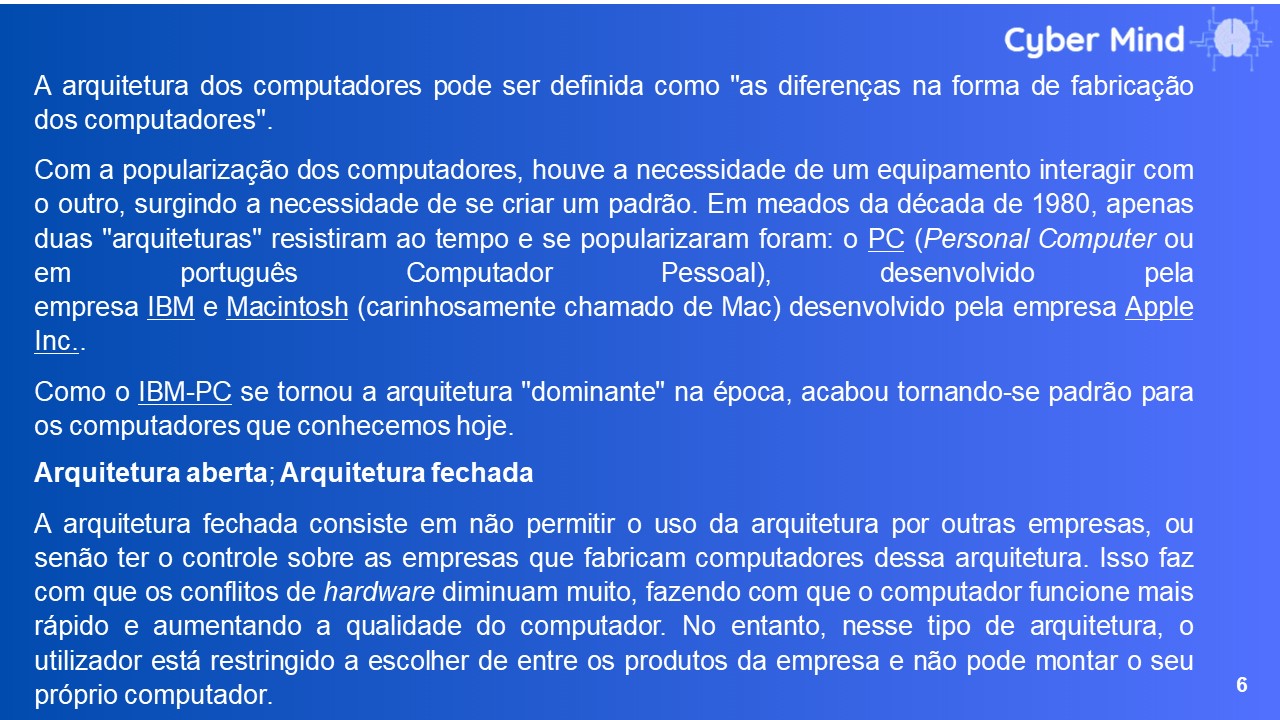 Cyber Mind
A arquitetura dos computadores pode ser definida como "as diferenças na forma de fabricação
dos computadores".
Com a popularização dos computadores, houve a necessidade de um equipamento interagir com
o outro, surgindo a necessidade de se criar um padrão. Em meados da década de 1980, apenas
duas "arquiteturas" resistiram ao tempo e se popularizaram foram: o PC (Personal Computer ou
em português Computador Pessoal), desenvolvido pela
empresa IBM e Macintosh (carinhosamente chamado de Mac) desenvolvido pela empresa Apple
Inc..
Como o IBM-PC se tornou a arquitetura "dominante" na época, acabou tornando-se padrão para
os computadores que conhecemos hoje.
Arquitetura aberta; Arquitetura fechada
A arquitetura fechada consiste em não permitir o uso da arquitetura por outras empresas, ou
senão ter o controle sobre as empresas que fabricam computadores dessa arquitetura. Isso faz
com que os conflitos de hardware diminuam muito, fazendo com que o computador funcione mais
rápido e aumentando a qualidade do computador. No entanto, nesse tipo de arquitetura, o
utilizador está restringido a escolher de entre os produtos da empresa e não pode montar o seu
próprio computador.
6